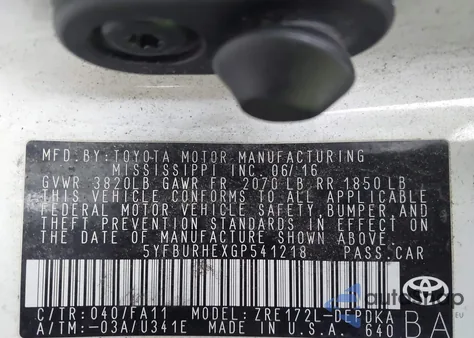 MFD. BY: TOYOTA MOTOR MANUFACTURING
MISSISSIPPI INC. 06/16
GVWR 3820LB GAWR FR 2070 LB RR 1850 LB
THIS VEHICLE CONFORMS TO ALL APPLICABLE
FEDERAL MOTOR VEHICLE SAFETY, BUMPER, AND
THEFT PREVENTION STANDARDS IN EFFECT ON
THE DATE OF MANUFACTURE SHOWN ABOVE.
5YFBURHEXGP541218 PASS. CAR
C/TR: 040/FA11 MODEL: ZRE172L-DEPDKA
A/TM: -03A/U341E MADE IN U.S.A. 640
BA
TOYOTA